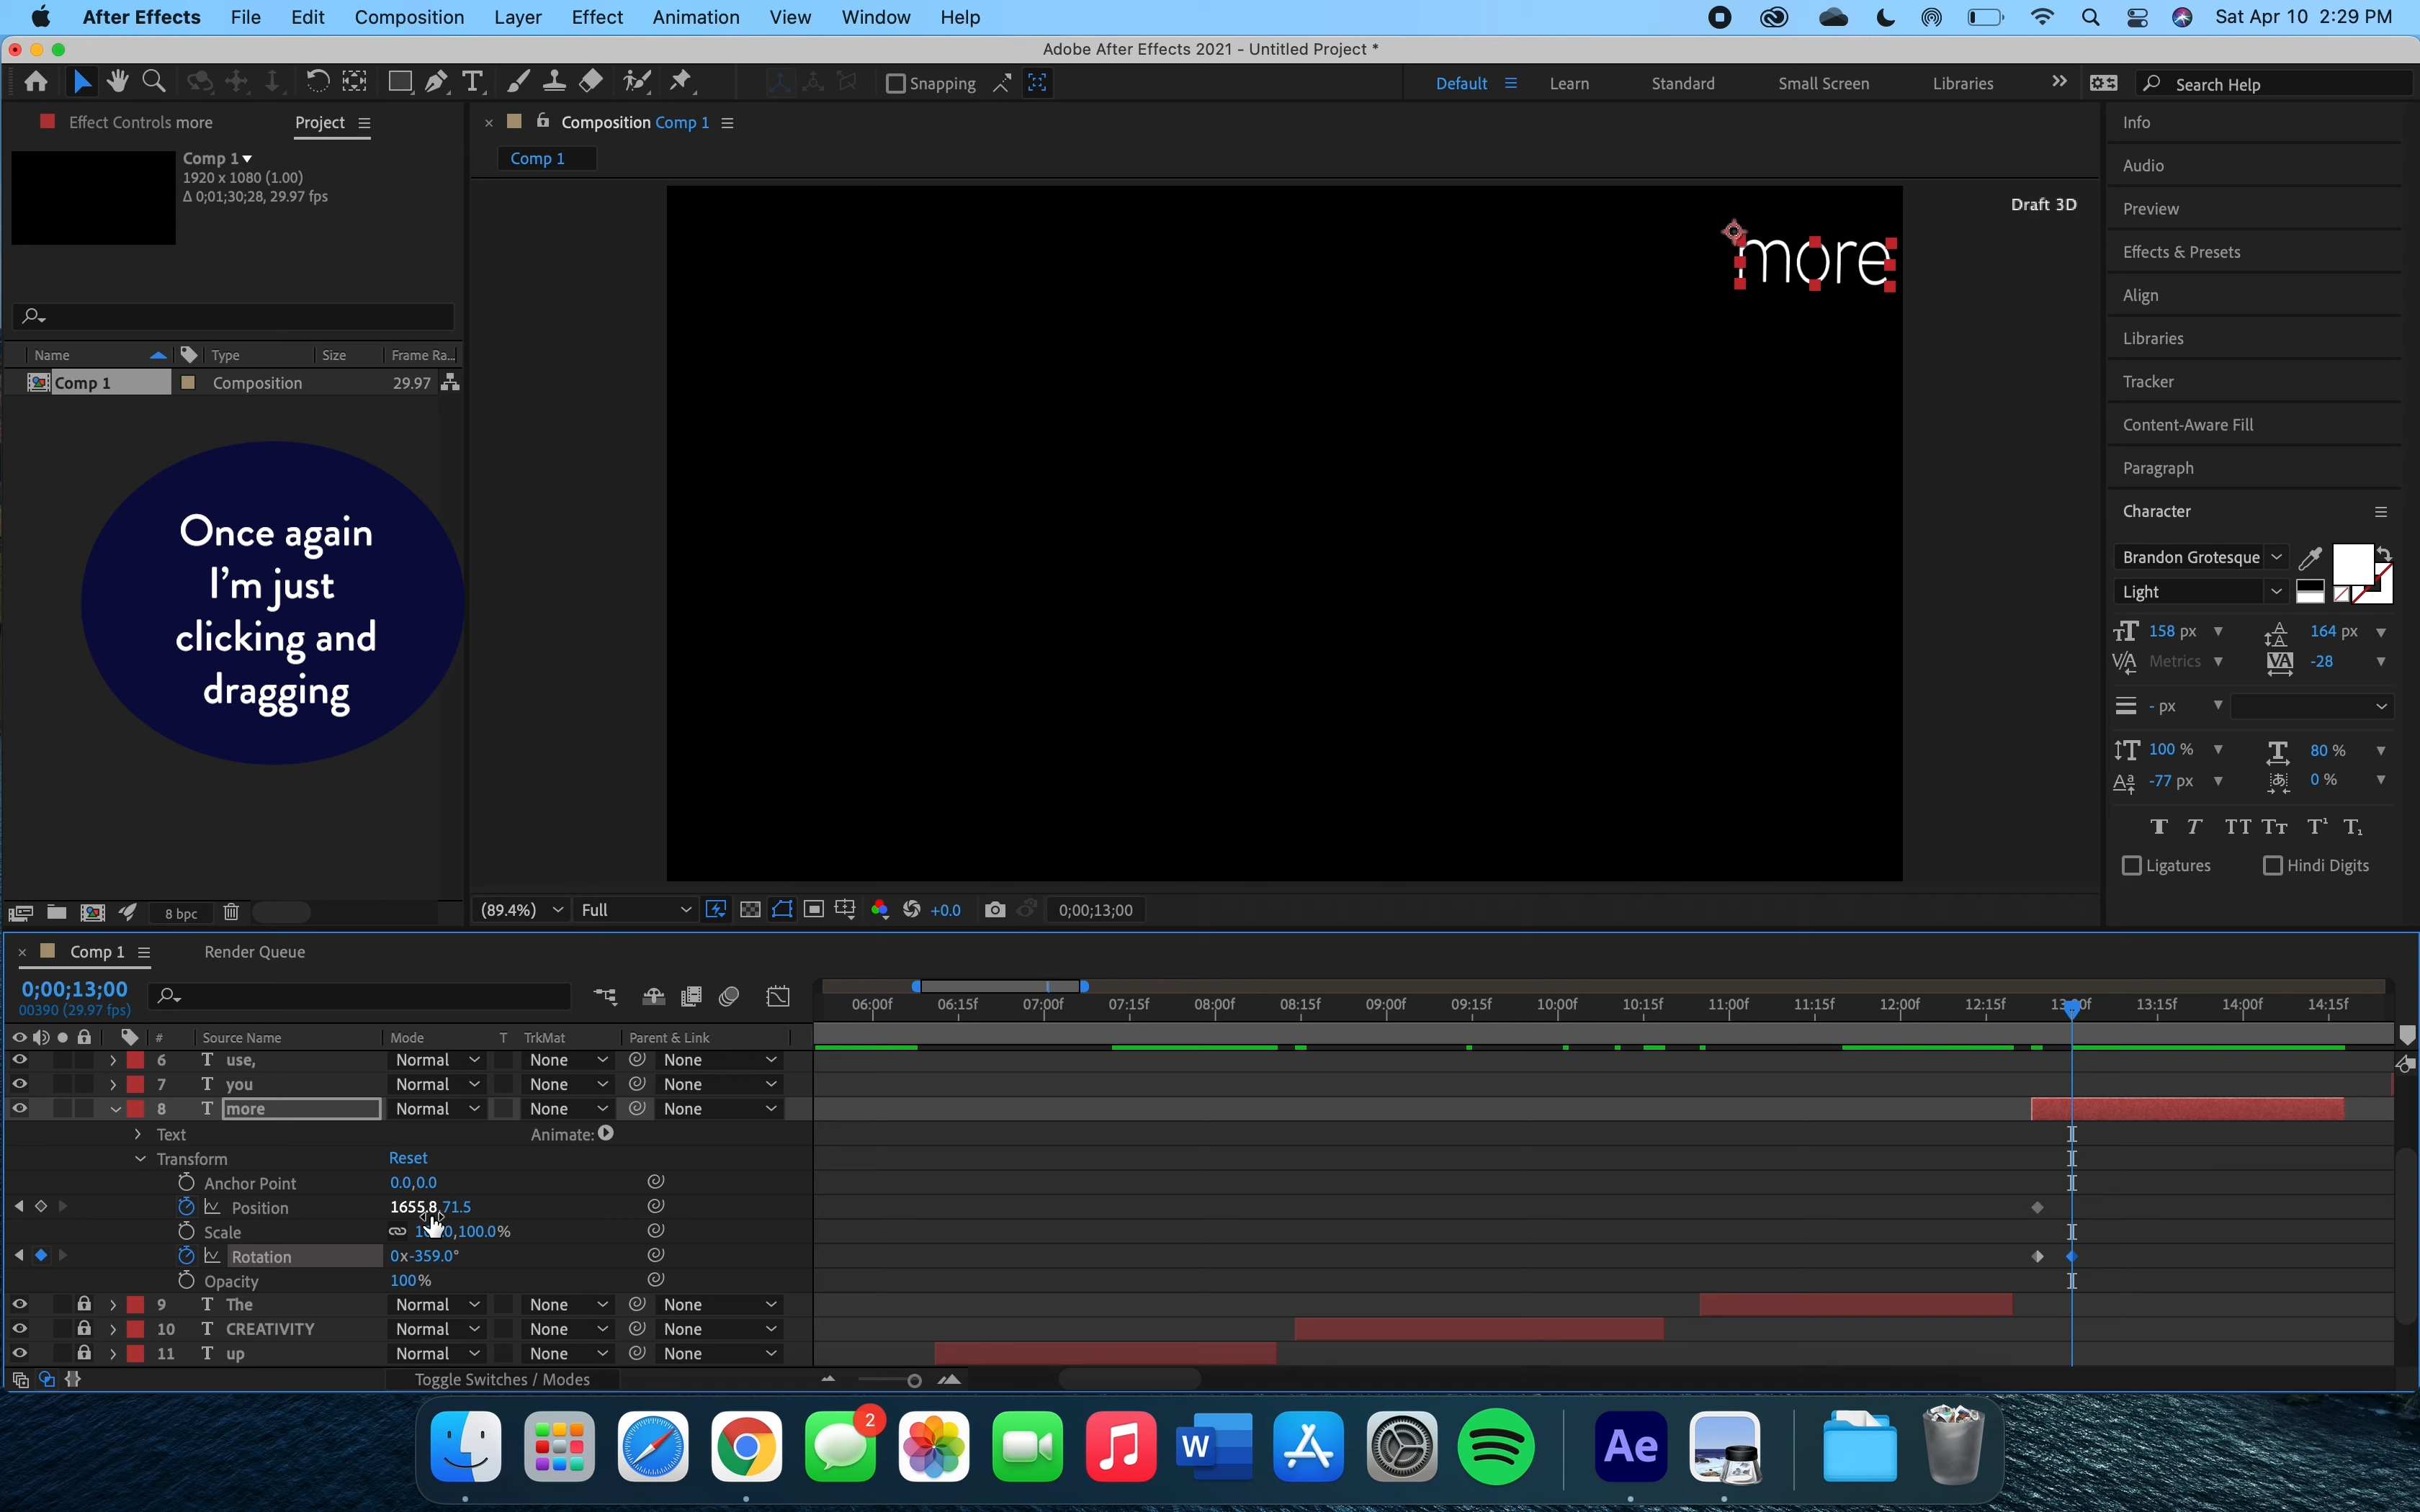 After Effects File Edit Composition Layer Effect Animation View Window Help Sat Apr 10 2:29 PM
Adobe After Effects 2021 - Untitled Project *
Snapping Default Learn Standard Small Screen Libraries Search Help
Effect Controls more Project
Comp 1
1920 x 1080 (1.00)
Δ 0;01;30;28, 29.97 fps
Name Type Size Frame Ra...
Comp 1 Composition 29.97
Once again
I'm just
clicking and
dragging
8 bpc
Composition Comp 1
Comp 1
Draft 3D
more
(89.4%) Full +0.0 0;00;13;00
Info
Audio
Preview
Effects & Presets
Align
Libraries
Tracker
Content-Aware Fill
Paragraph
Character
Brandon Grotesque
Light
158 px 164 px
Metrics -28
- px
100 % 80 %
-77 px 0 %
Ligatures Hindi Digits
Comp 1 Render Queue
0;00;13;00
00390 (29.97 fps)
06:00f 06:15f 07:00f 07:15f 08:00f 08:15f 09:00f 09:15f 10:00f 10:15f 11:00f 11:15f 12:00f 12:15f 13:00f 13:15f 14:00f 14:15f
# Source Name Mode T TrkMat Parent & Link
6 T use, Normal None None
7 T you Normal None None
8 T more Normal None None
Text Animate:
Transform Reset
Anchor Point 0.0,0.0
Position 1655.8,71.5
Scale ,100.0%
Rotation 0x-359.0°
Opacity 100%
9 T The Normal None None
10 T CREATIVITY Normal None None
11 T up Normal None None
Toggle Switches / Modes
2
W
Ae